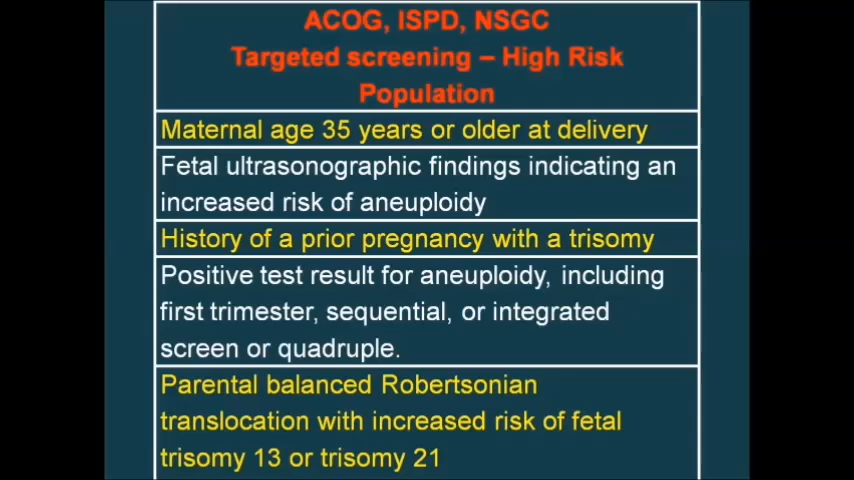 ACOG, ISPD, NSGC
Targeted screening – High Risk
Population
Maternal age 35 years or older at delivery
Fetal ultrasonographic findings indicating an
increased risk of aneuploidy
History of a prior pregnancy with a trisomy
Positive test result for aneuploidy, including
first trimester, sequential, or integrated
screen or quadruple.
Parental balanced Robertsonian
translocation with increased risk of fetal
trisomy 13 or trisomy 21